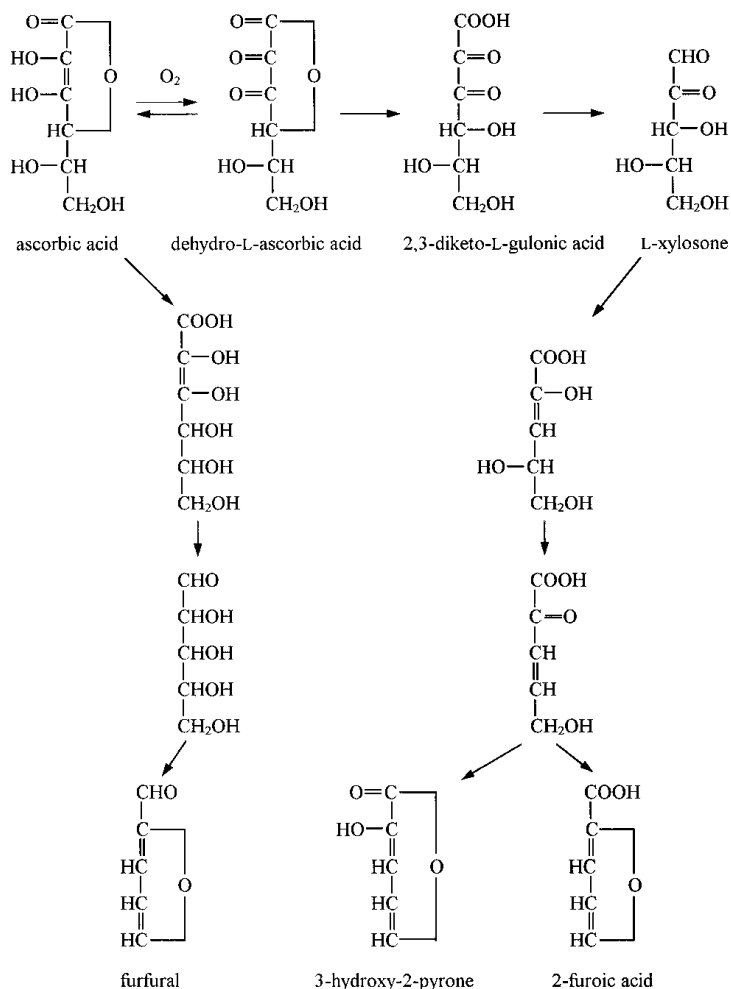 O=C
HO—C
HO—C
HC
HO—CH
CH₂OH
O
ascorbic acid
O₂
O=C
O=C
O=C
HC
HO—CH
CH₂OH
O
dehydro-L-ascorbic acid
COOH
C=O
C=O
HC—OH
HO—CH
CH₂OH
2,3-diketo-L-gulonic acid
CHO
C=O
HC—OH
HO—CH
CH₂OH
L-xylosone
COOH
C—OH
C—OH
CHOH
CHOH
CH₂OH
COOH
C—OH
CH
HO—CH
CH₂OH
CHO
CHOH
CHOH
CHOH
CH₂OH
COOH
C=O
CH
CH
CH₂OH
CHO
C
HC
HC
HC
O
furfural
O=C
HO—C
HC
HC
HC
O
3-hydroxy-2-pyrone
COOH
C
HC
HC
HC
O
2-furoic acid